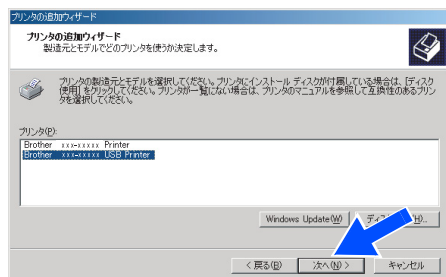 プリンタの追加ウィザード
プリンタの追加ウィザード
製造元とモデルでどのプリンタを使うか決定します。
プリンタの製造元とモデルを選択してください。プリンタにインストール ディスクが付属している場合は、[ディスク
使用] をクリックしてください。プリンタが一覧にない場合は、プリンタのマニュアルを参照して互換性のあるプリン
タを選択してください。
プリンタ(P):
Brother xxx-xxxxx Printer
Brother xxx-xxxxx USB Printer
Windows Update(W)
< 戻る(B)
次へ(N) >
キャンセル